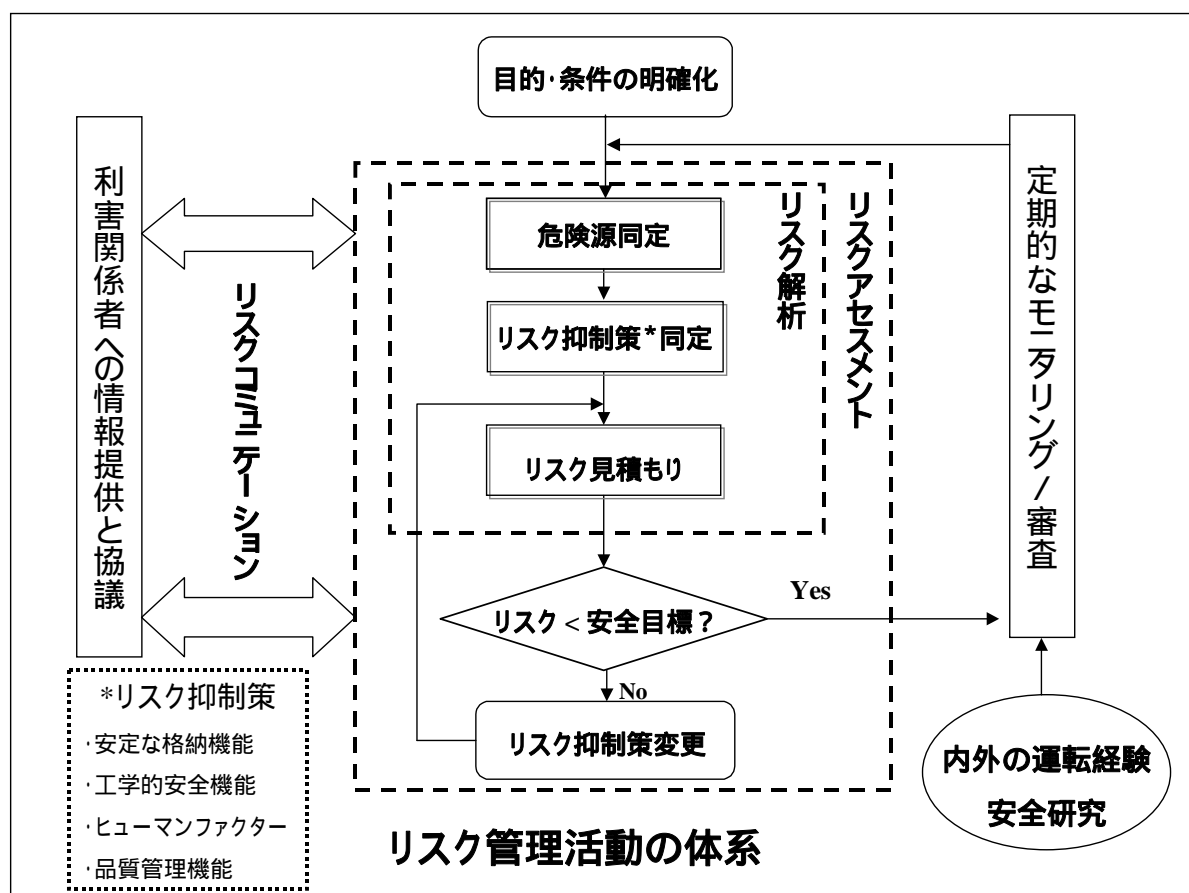 目的・条件の明確化
利害関係者への情報提供と協議
リスクコミュニケーション
危険源同定
リスク抑制策*同定
リスク見積もり
リスク解析
リスクアセスメント
定期的なモニタリング/審査
リスク<安全目標?
Yes
No
リスク抑制策変更
*リスク抑制策
・安定な格納機能
・工学的安全機能
・ヒューマンファクター
・品質管理機能
内外の運転経験
安全研究
リスク管理活動の体系